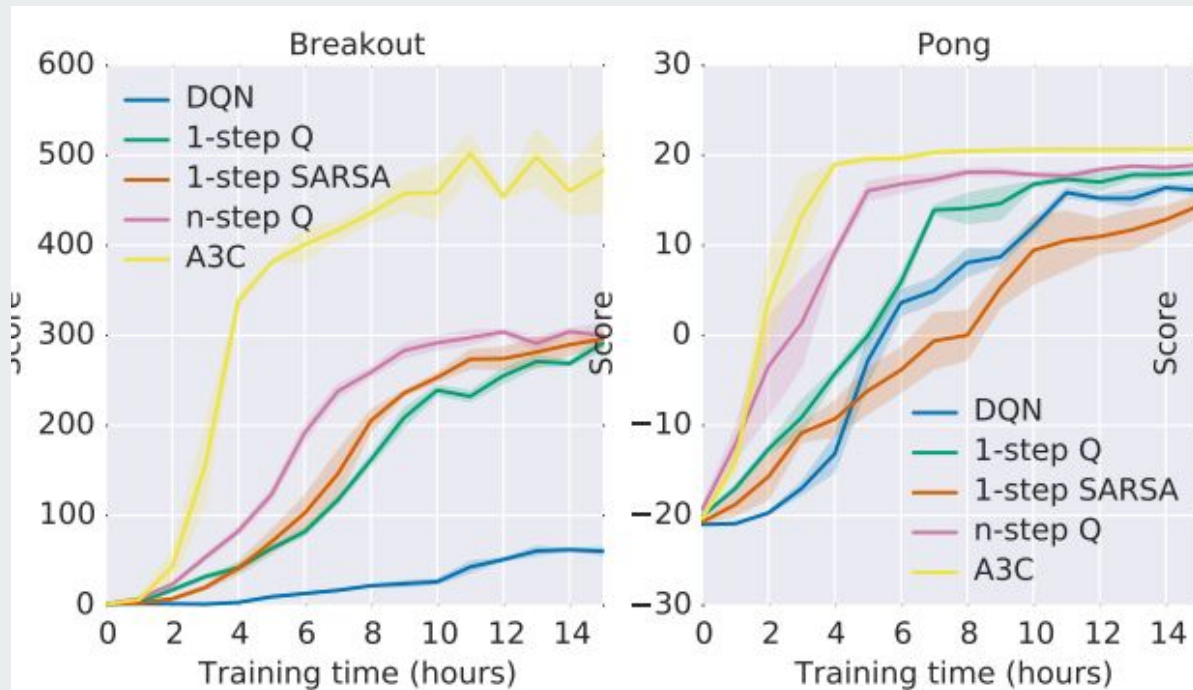 Breakout
600
500
400
300
200
100
0
DQN
1-step Q
1-step SARSA
n-step Q
A3C
0 2 4 6 8 10 12 14
Training time (hours)
Pong
Score
30
20
10
0
−10
−20
−30
Score
DQN
1-step Q
1-step SARSA
n-step Q
A3C
0 2 4 6 8 10 12 14
Training time (hours)